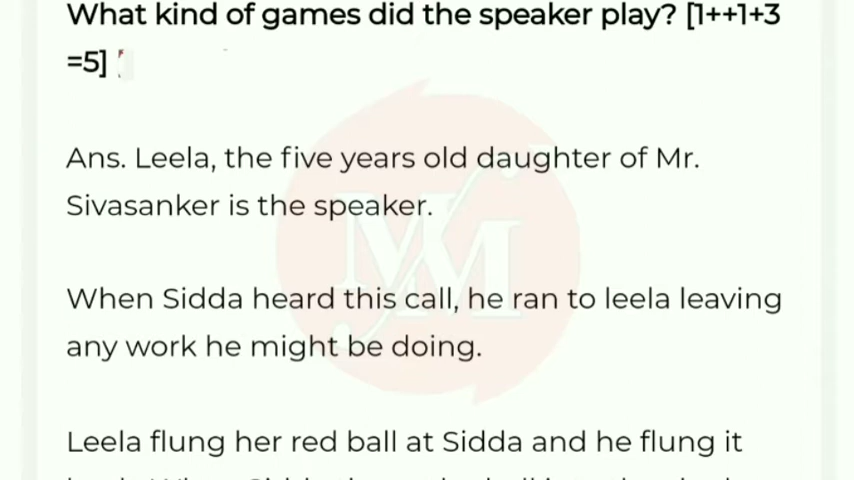 What kind of games did the speaker play? [1++1+3
=5]
Ans. Leela, the five years old daughter of Mr.
Sivasanker is the speaker.
When Sidda heard this call, he ran to leela leaving
any work he might be doing.
Leela flung her red ball at Sidda and he flung it